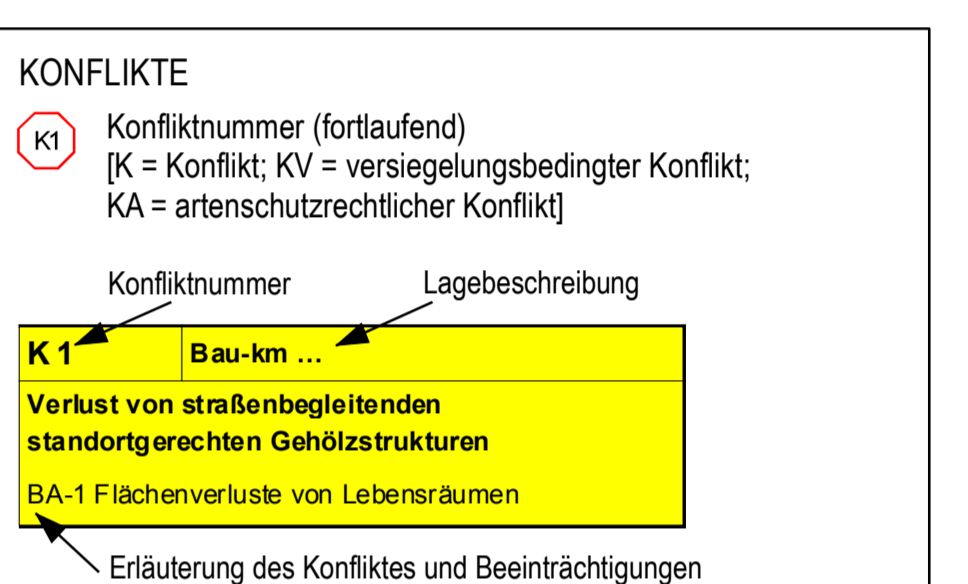 KONFLIKTE
K1
Konfliktnummer (fortlaufend)
[K = Konflikt; KV = versiegelungsbedingter Konflikt;
KA = artenschutzrechtlicher Konflikt]
Konfliktnummer
Lagebeschreibung
K 1
Bau-km ...
Verlust von straßenbegleitenden
standortgerechten Gehölzstrukturen
BA-1 Flächenverluste von Lebensräumen
Erläuterung des Konfliktes und Beeinträchtigungen